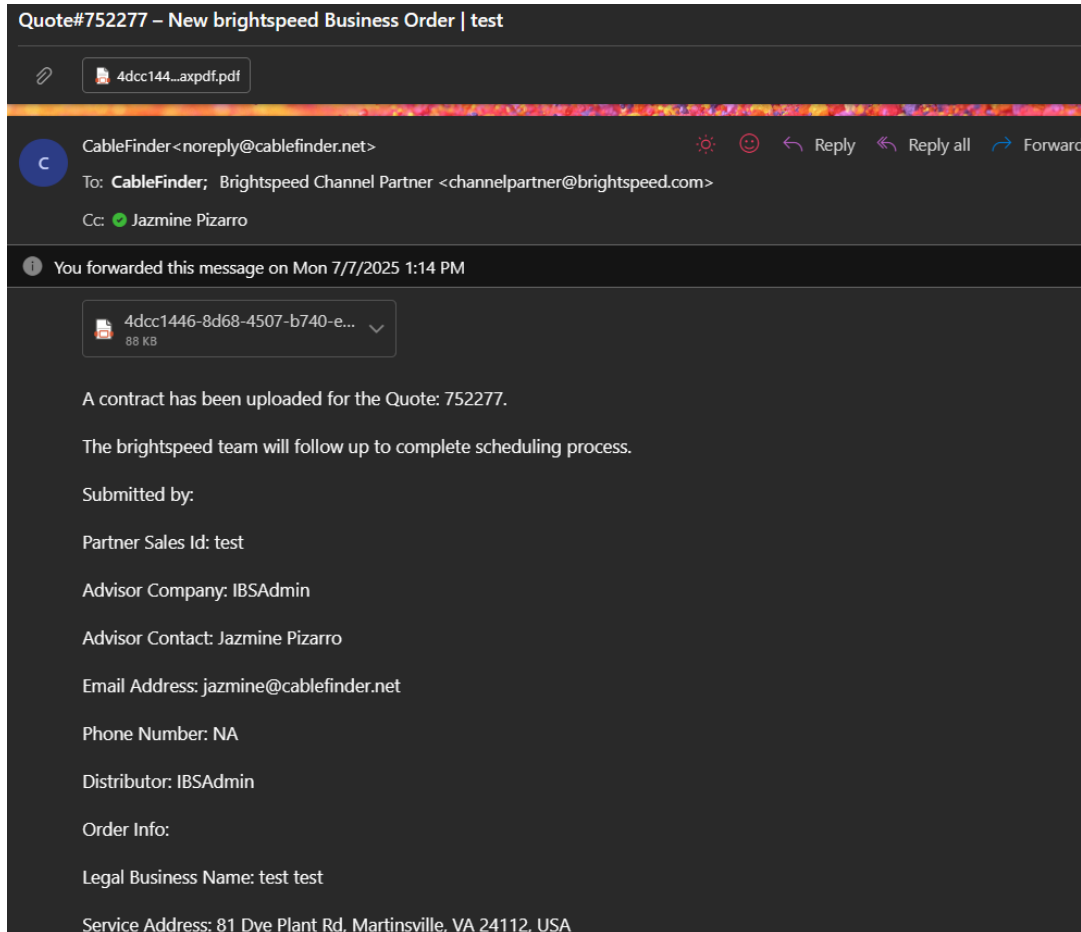 Quote#752277 – New brightspeed Business Order | test
4dcc144...axpdf.pdf
C
CableFinder<noreply@cablefinder.net>
Reply
Reply all
Forward
To: CableFinder; Brightspeed Channel Partner <channelpartner@brightspeed.com>
Cc: Jazmine Pizarro
You forwarded this message on Mon 7/7/2025 1:14 PM
4dcc1446-8d68-4507-b740-e...
88 KB
A contract has been uploaded for the Quote: 752277.
The brightspeed team will follow up to complete scheduling process.
Submitted by:
Partner Sales Id: test
Advisor Company: IBSAdmin
Advisor Contact: Jazmine Pizarro
Email Address: jazmine@cablefinder.net
Phone Number: NA
Distributor: IBSAdmin
Order Info:
Legal Business Name: test test
Service Address: 81 Dye Plant Rd, Martinsville, VA 24112, USA